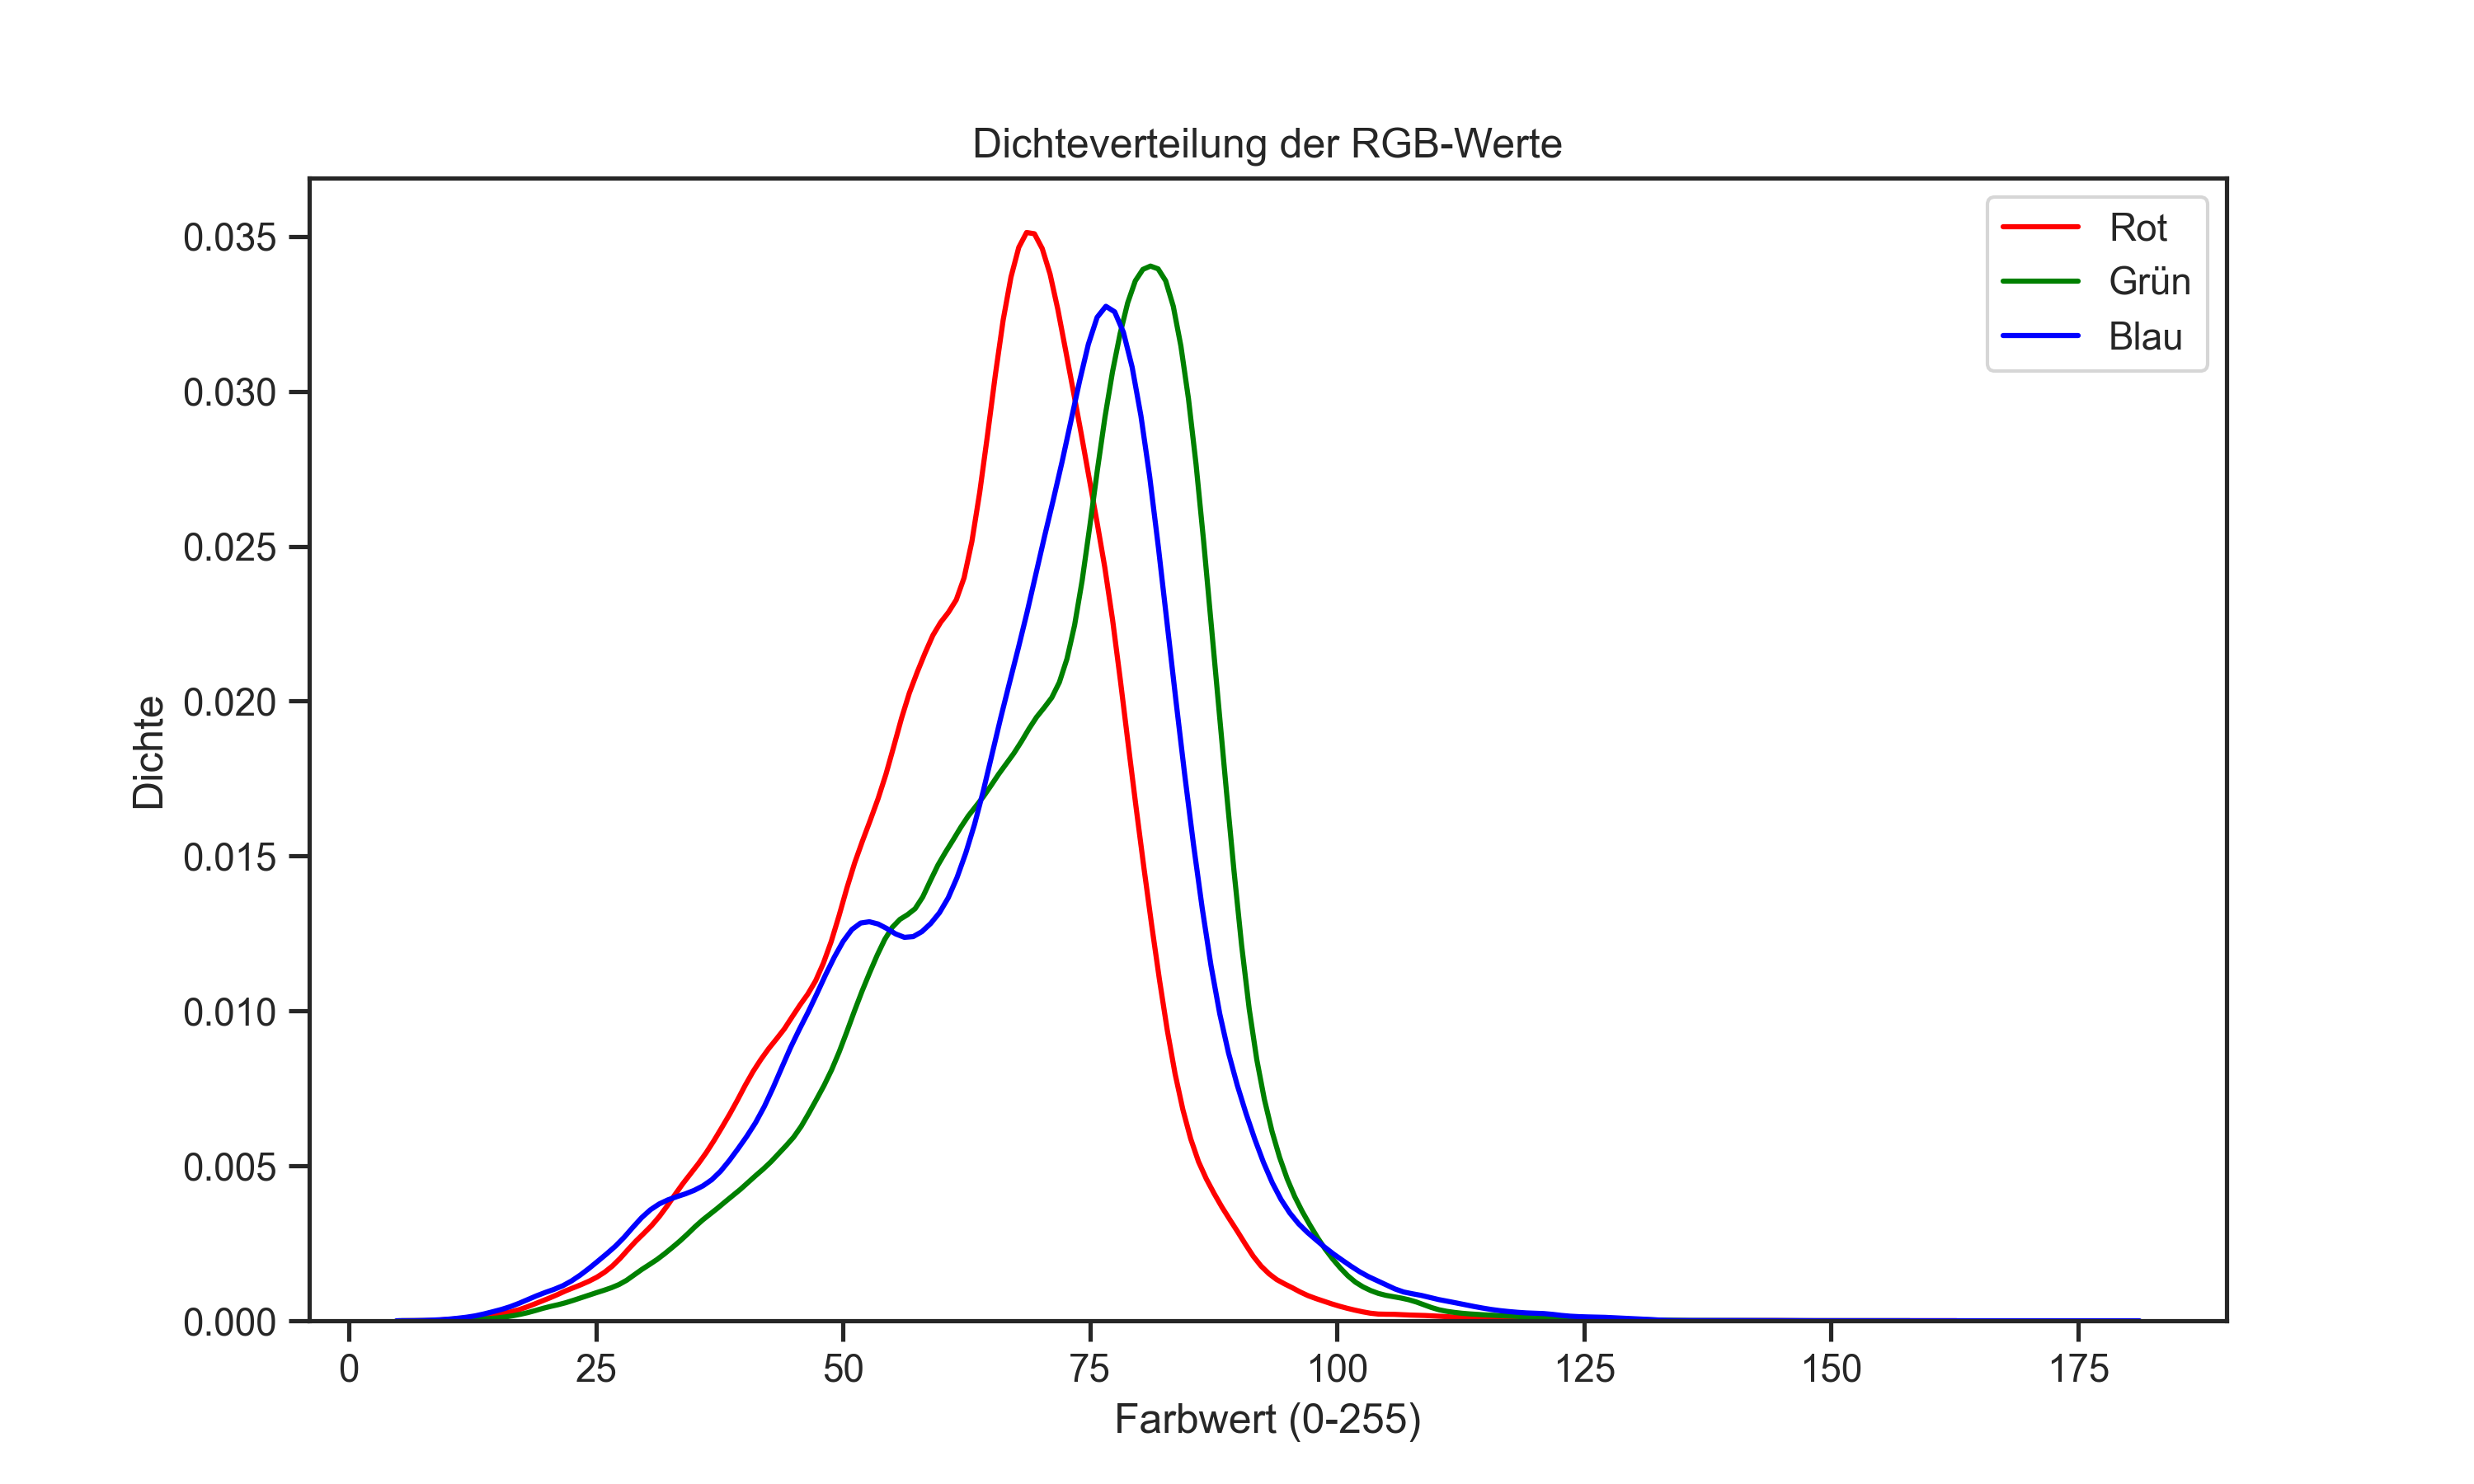 Dichteverteilung der RGB-Werte
Rot
Grün
Blau
0.035
0.030
0.025
0.020
0.015
0.010
0.005
0.000
Dichte
0 25 50 75 100 125 150 175
Farbwert (0-255)